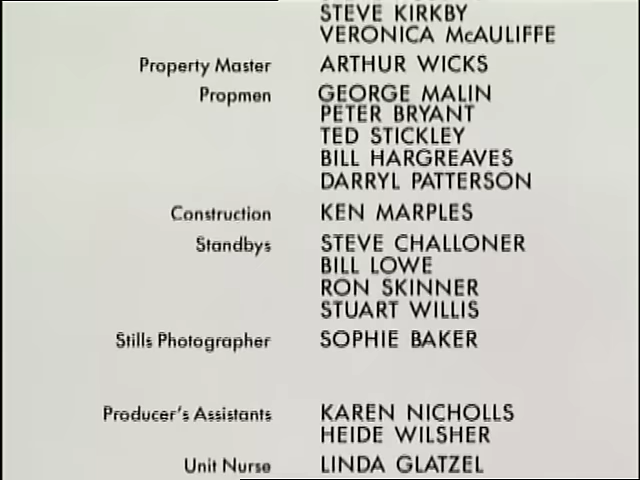 STEVE KIRKBY
VERONICA McAULIFFE
Property Master ARTHUR WICKS
Propmen GEORGE MALIN
PETER BRYANT
TED STICKLEY
BILL HARGREAVES
DARRYL PATTERSON
Construction KEN MARPLES
Standbys STEVE CHALLONER
BILL LOWE
RON SKINNER
STUART WILLIS
Stills Photographer SOPHIE BAKER
Producer's Assistants KAREN NICHOLLS
HEIDE WILSHER
Unit Nurse LINDA GLATZEL